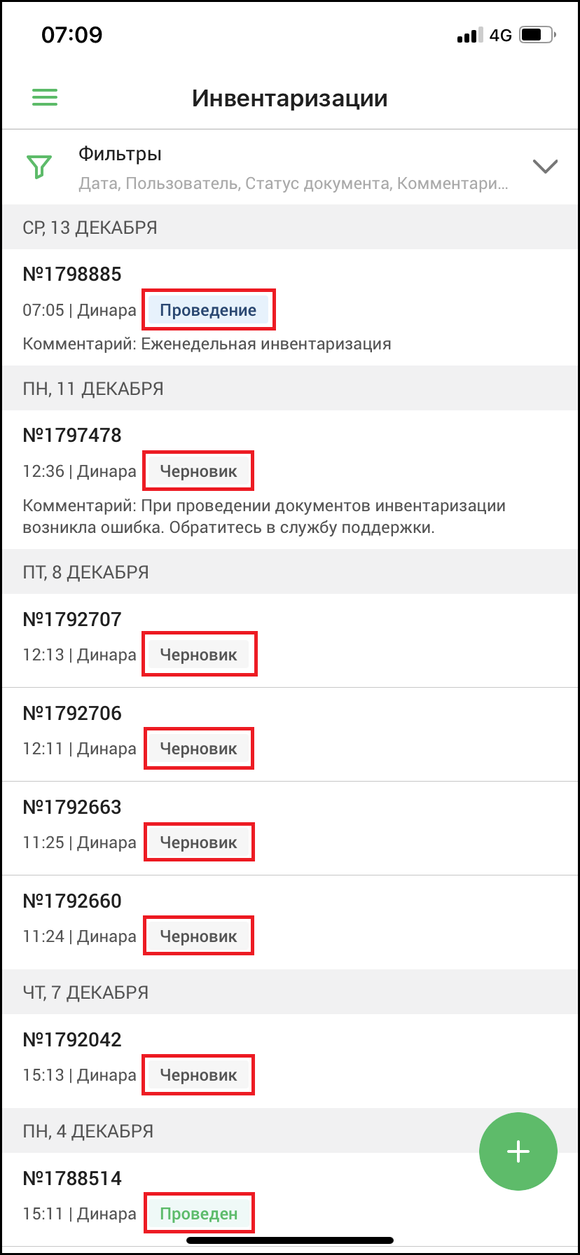 07:09 4G
Инвентаризации
Фильтры
Дата, Пользователь, Статус документа, Комментари...
СР, 13 ДЕКАБРЯ
№1798885
07:05 | Динара Проведение
Комментарий: Еженедельная инвентаризация
ПН, 11 ДЕКАБРЯ
№1797478
12:36 | Динара Черновик
Комментарий: При проведении документов инвентаризации
возникла ошибка. Обратитесь в службу поддержки.
ПТ, 8 ДЕКАБРЯ
№1792707
12:13 | Динара Черновик
№1792706
12:11 | Динара Черновик
№1792663
11:25 | Динара Черновик
№1792660
11:24 | Динара Черновик
ЧТ, 7 ДЕКАБРЯ
№1792042
15:13 | Динара Черновик
ПН, 4 ДЕКАБРЯ
№1788514
15:11 | Динара Проведен